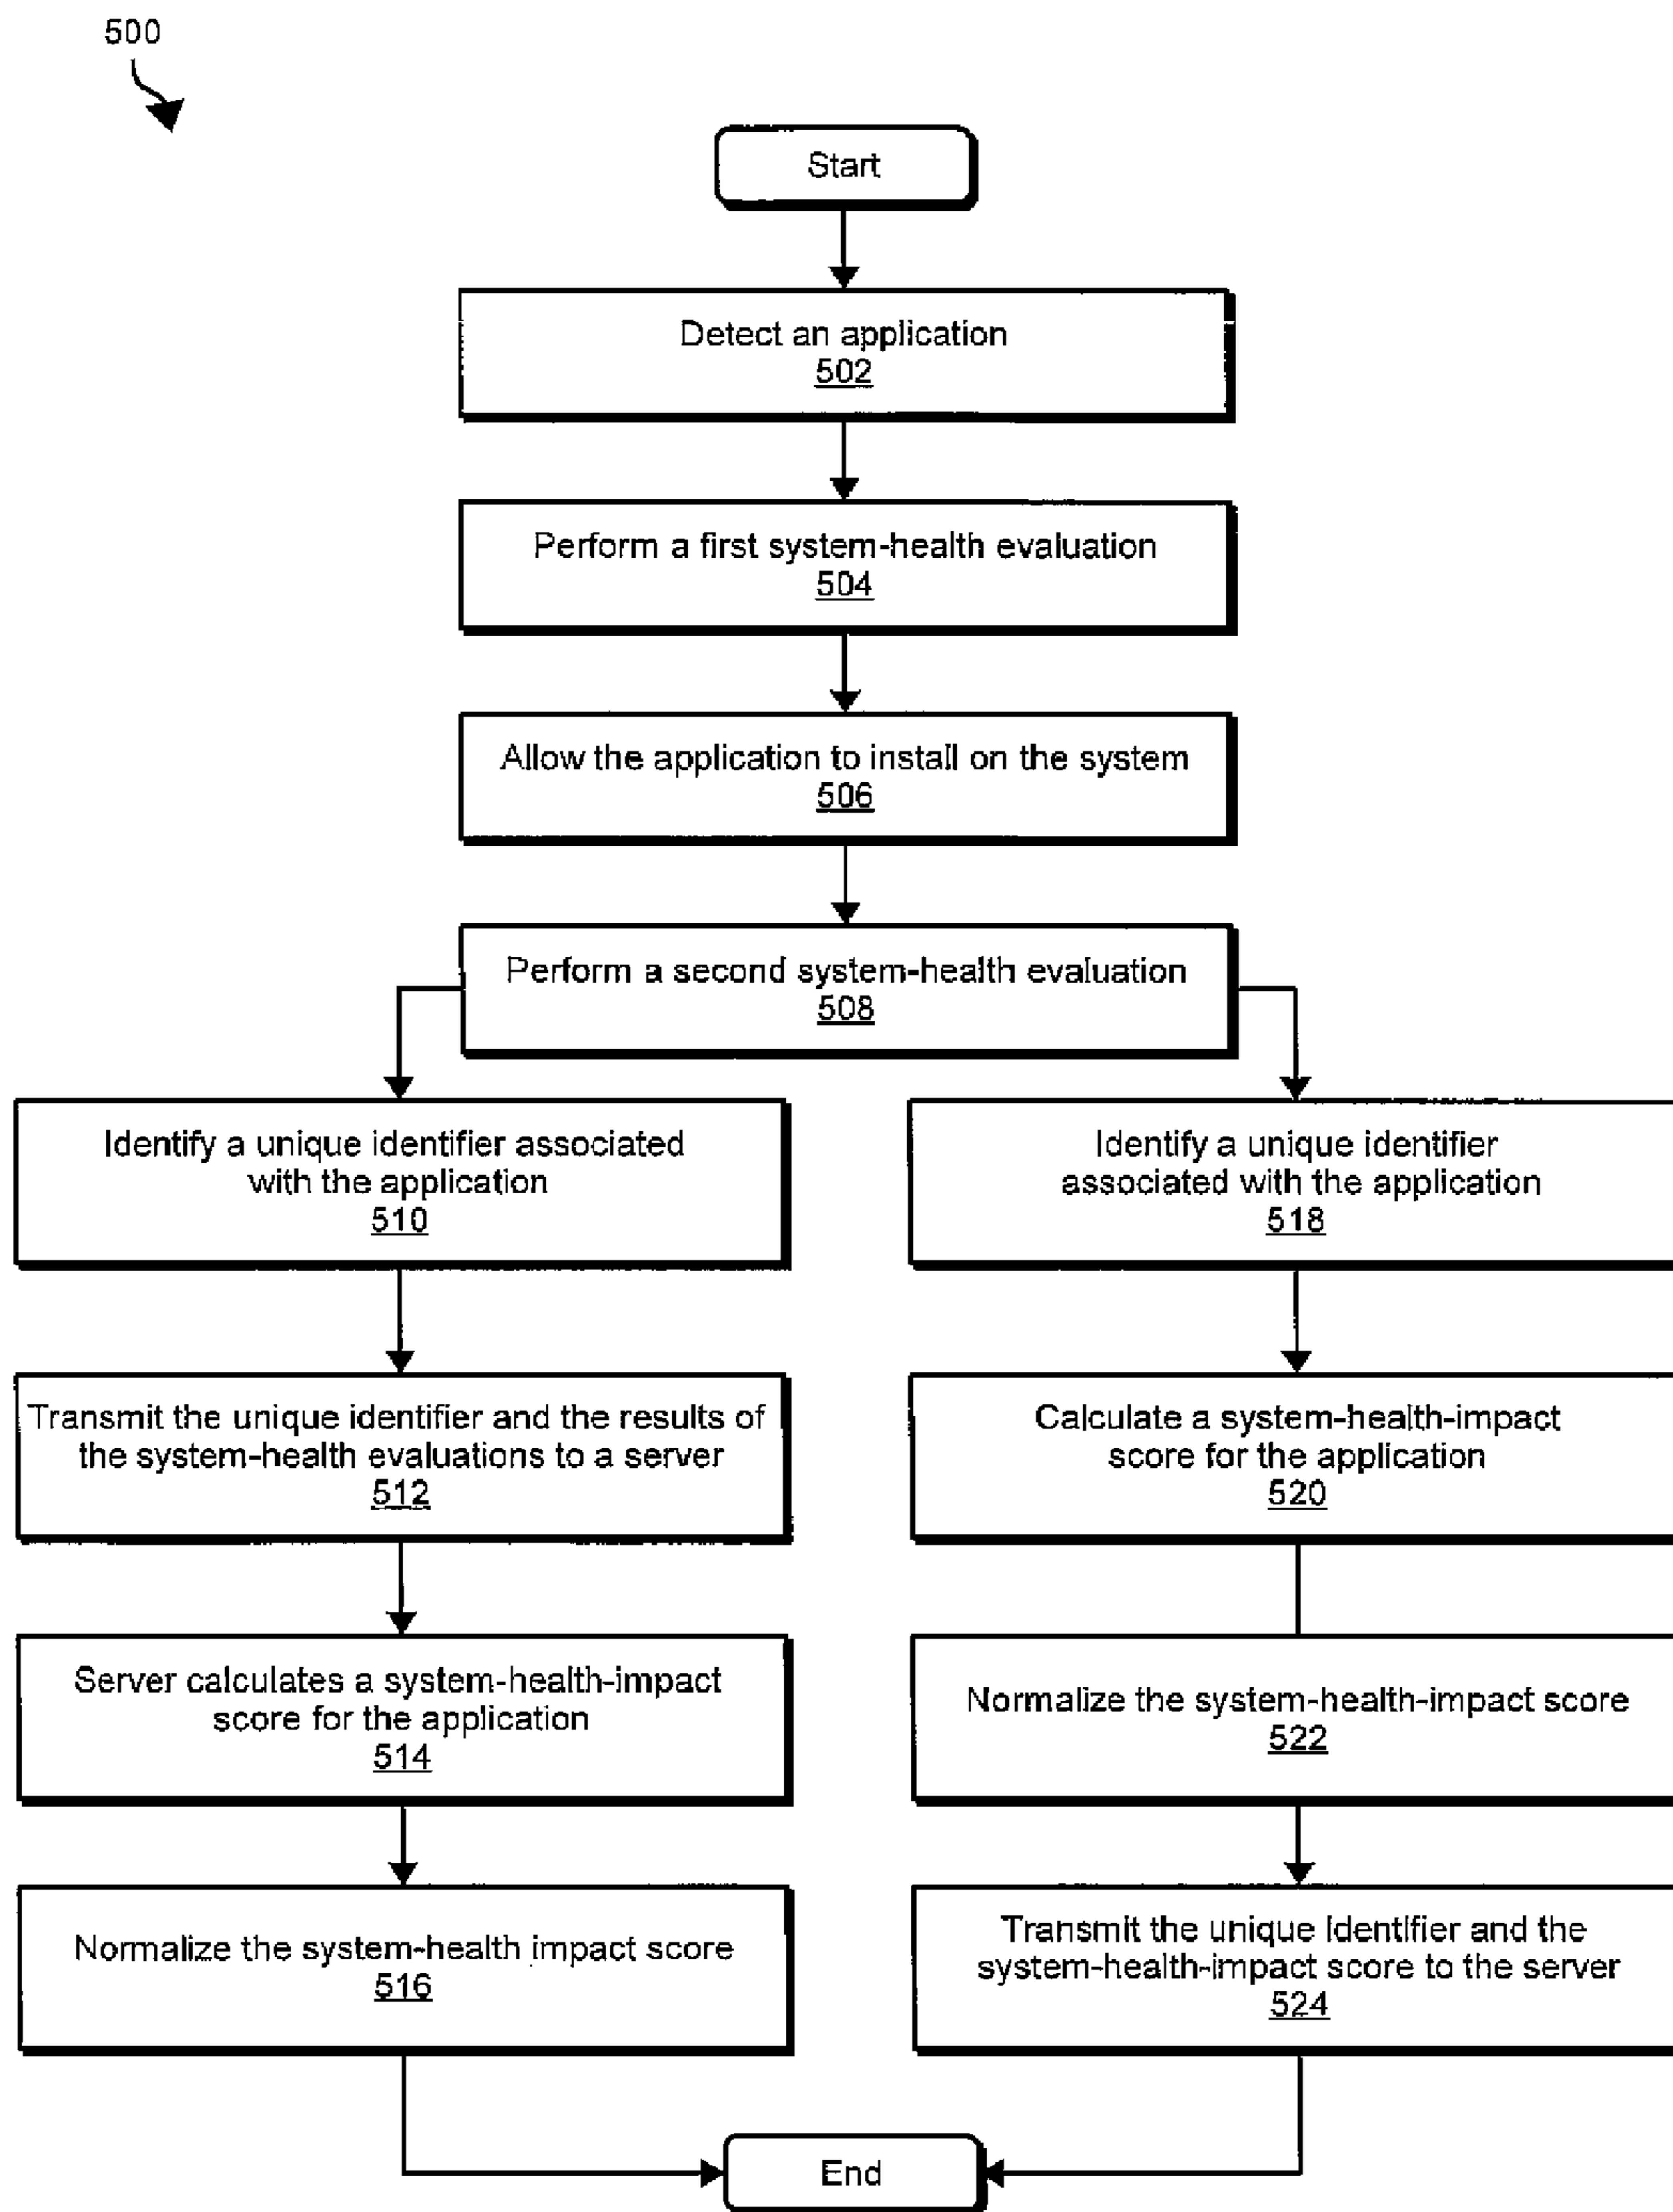 500
Start
Detect an application
502
Perform a first system-health evaluation
504
Allow the application to install on the system
506
Perform a second system-health evaluation
508
Identify a unique identifier associated
with the application
510
Transmit the unique identifier and the results of
the system-health evaluations to a server
512
Server calculates a system-health-impact
score for the application
514
Normalize the system-health impact score
516
Identify a unique identifier
associated with the application
518
Calculate a system-health-impact
score for the application
520
Normalize the system-health-impact score
522
Transmit the unique identifier and the
system-health-impact score to the server
524
End